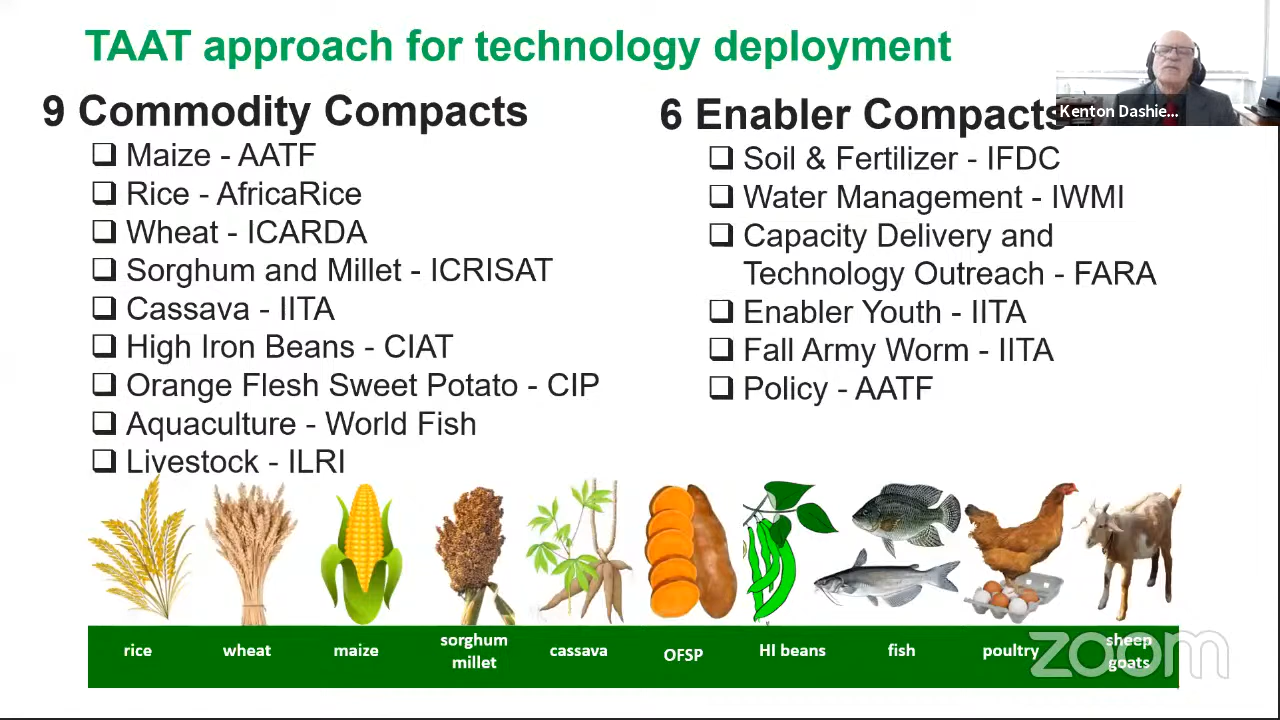 TAAT approach for technology deployment
Kenton Dashie...
9 Commodity Compacts
Maize - AATF
Rice - AfricaRice
Wheat - ICARDA
Sorghum and Millet - ICRISAT
Cassava - IITA
High Iron Beans - CIAT
Orange Flesh Sweet Potato - CIP
Aquaculture - World Fish
Livestock - ILRI
6 Enabler Compacts
Soil & Fertilizer - IFDC
Water Management - IWMI
Capacity Delivery and
Technology Outreach - FARA
Enabler Youth - IITA
Fall Army Worm - IITA
Policy - AATF
rice
wheat
maize
sorghum
millet
cassava
OFSP
HI beans
fish
poultry
sheep
goats
zoom